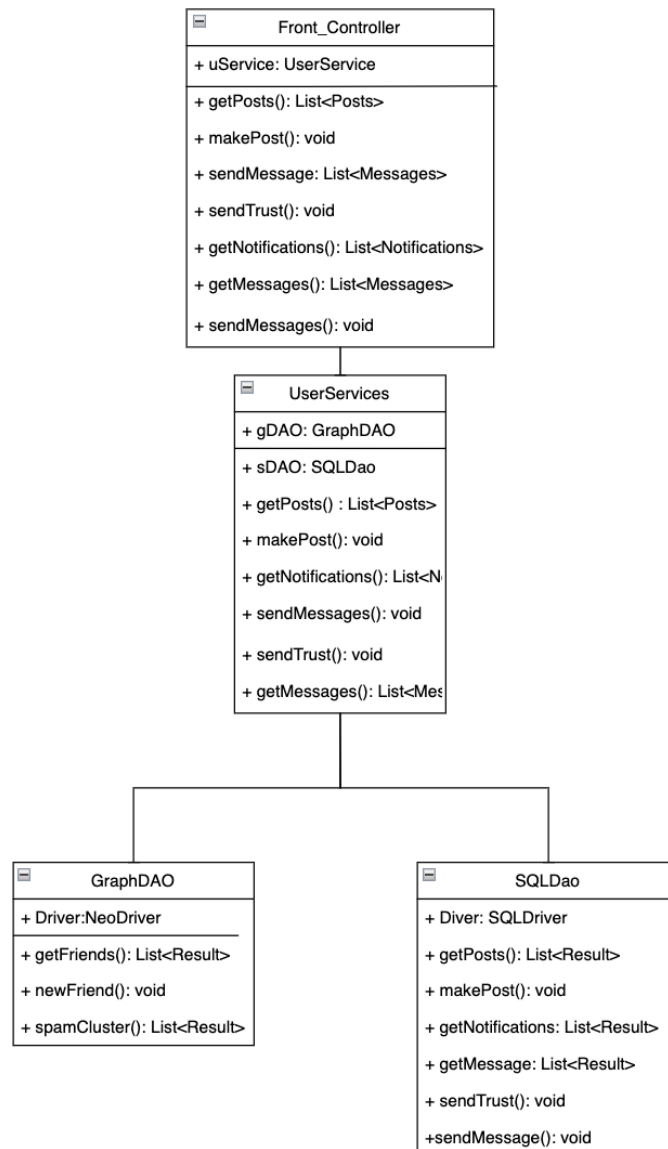 Front_Controller
+ uService: UserService
+ getPosts(): List<Posts>
+ makePost(): void
+ sendMessage: List<Messages>
+ sendTrust(): void
+ getNotifications(): List<Notifications>
+ getMessages(): List<Messages>
+ sendMessages(): void
UserServices
+ gDAO: GraphDAO
+ sDAO: SQLDao
+ getPosts() : List<Posts>
+ makePost(): void
+ getNotifications(): List<N
+ sendMessages(): void
+ sendTrust(): void
+ getMessages(): List<Mes
GraphDAO
+ Driver:NeoDriver
+ getFriends(): List<Result>
+ newFriend(): void
+ spamCluster(): List<Result>
SQLDao
+ Diver: SQLDriver
+ getPosts(): List<Result>
+ makePost(): void
+ getNotifications: List<Result>
+ getMessage: List<Result>
+ sendTrust(): void
+sendMessage(): void